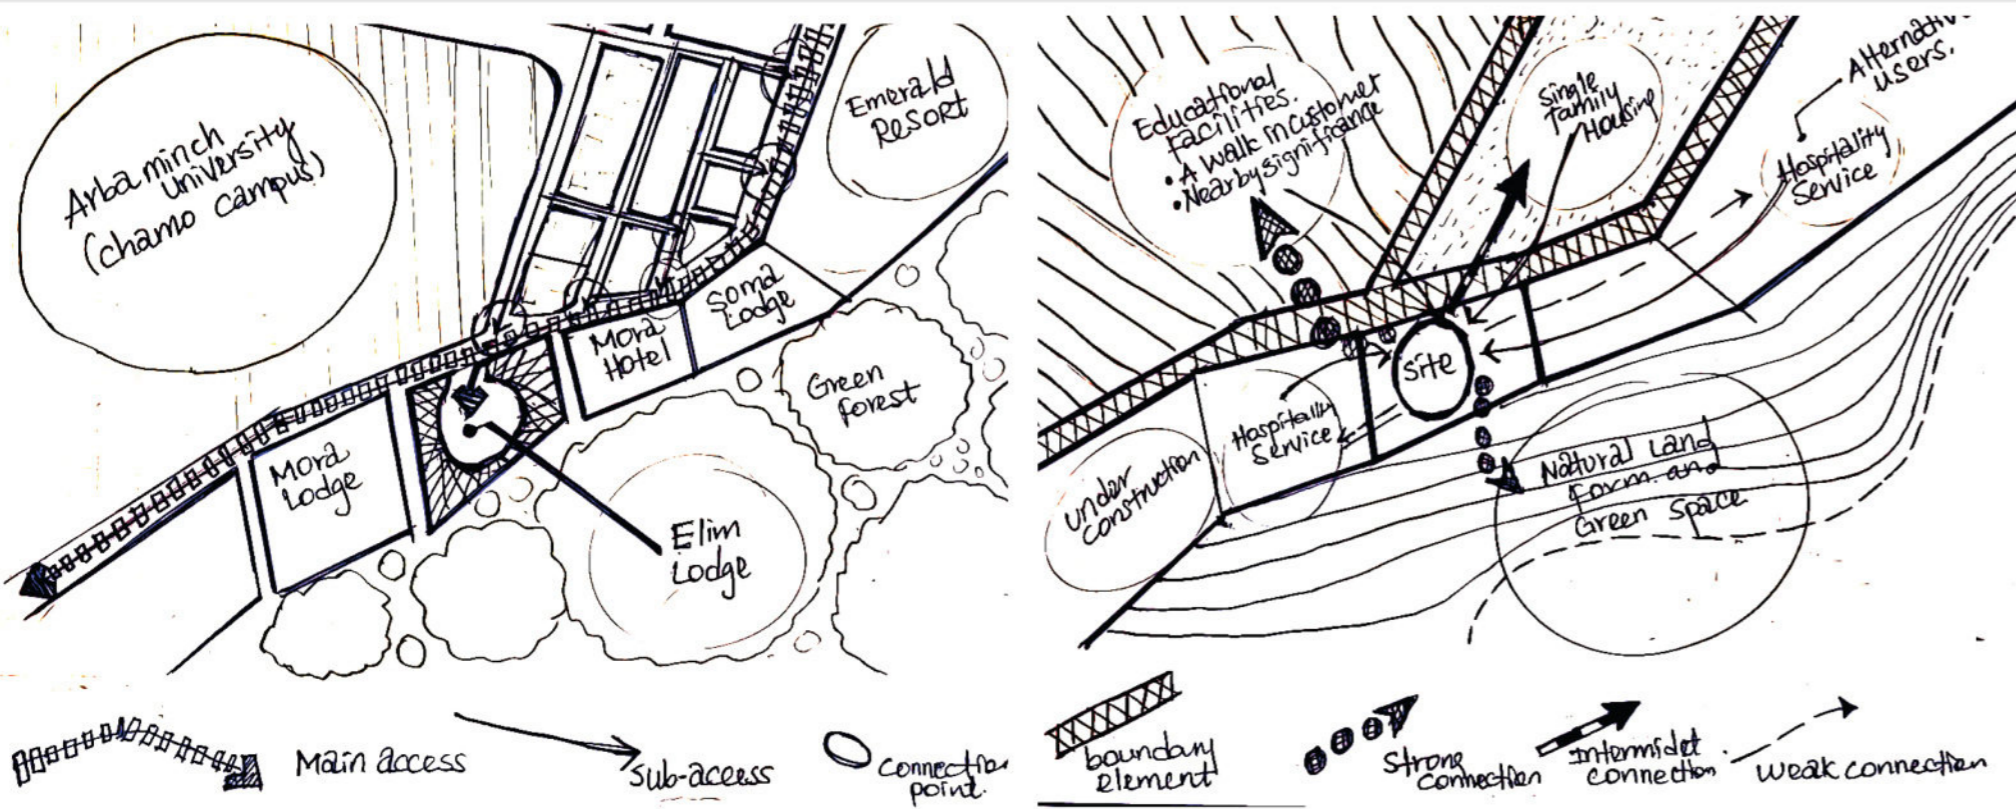 Arba minch
university
(chamo campus)
Emerald
Resort
Soma
Lodge
Mora
Hotel
Green
forest
Mora
Lodge
Elim
Lodge
Main access
Sub-access
Connection
point.
Educational
facilities.
• A walk in customer
• Nearby significance
Single
family
Housing
Alternative
users.
Hospitality
Service
site
Hospitality
Service
under
construction
Natural Land
Form and
Green Space
boundary
element
Strong
connection
Intermidet
connection
weak connection